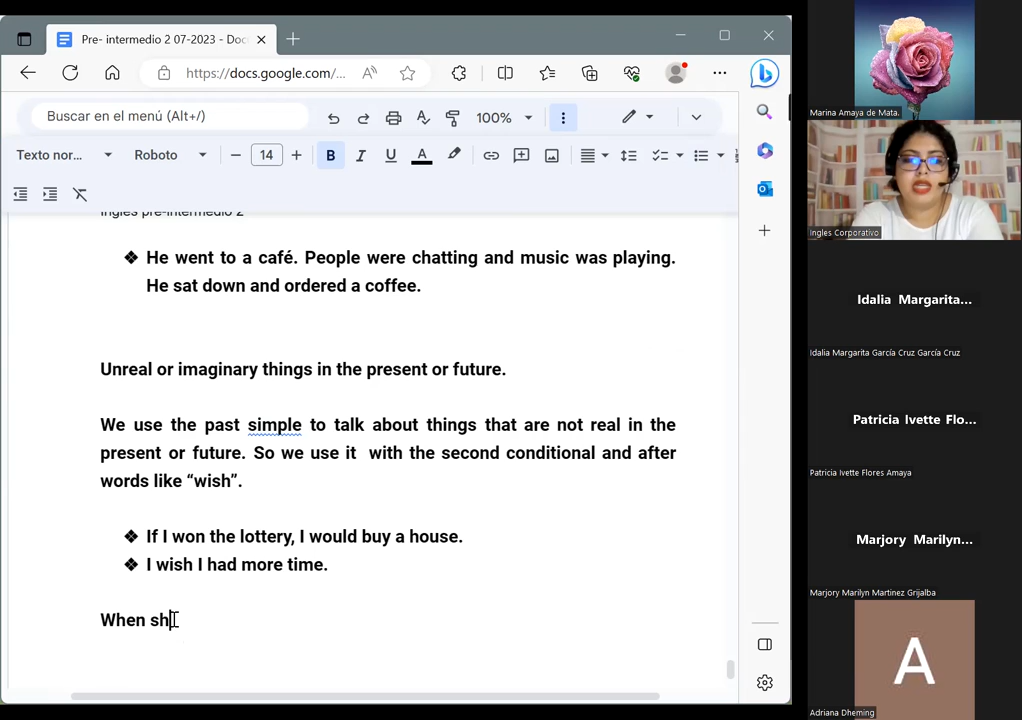 Pre- intermedio 2 07-2023 - Doc
https://docs.google.com/...
Buscar en el menú (Alt+/)
100%
Texto nor...
Roboto
14
B
I
U
A
Ingles pre-intermedio 2
❖ He went to a café. People were chatting and music was playing.
He sat down and ordered a coffee.
Unreal or imaginary things in the present or future.
We use the past simple to talk about things that are not real in the
present or future. So we use it with the second conditional and after
words like “wish”.
❖ If I won the lottery, I would buy a house.
❖ I wish I had more time.
When sh
Marina Amaya de Mata.
Ingles Corporativo
Idalia Margarita...
Idalia Margarita García Cruz García Cruz
Patricia Ivette Flo...
Patricia Ivette Flores Amaya
Marjory Marilyn...
Marjory Marilyn Martinez Grijalba
A
Adriana Dheming